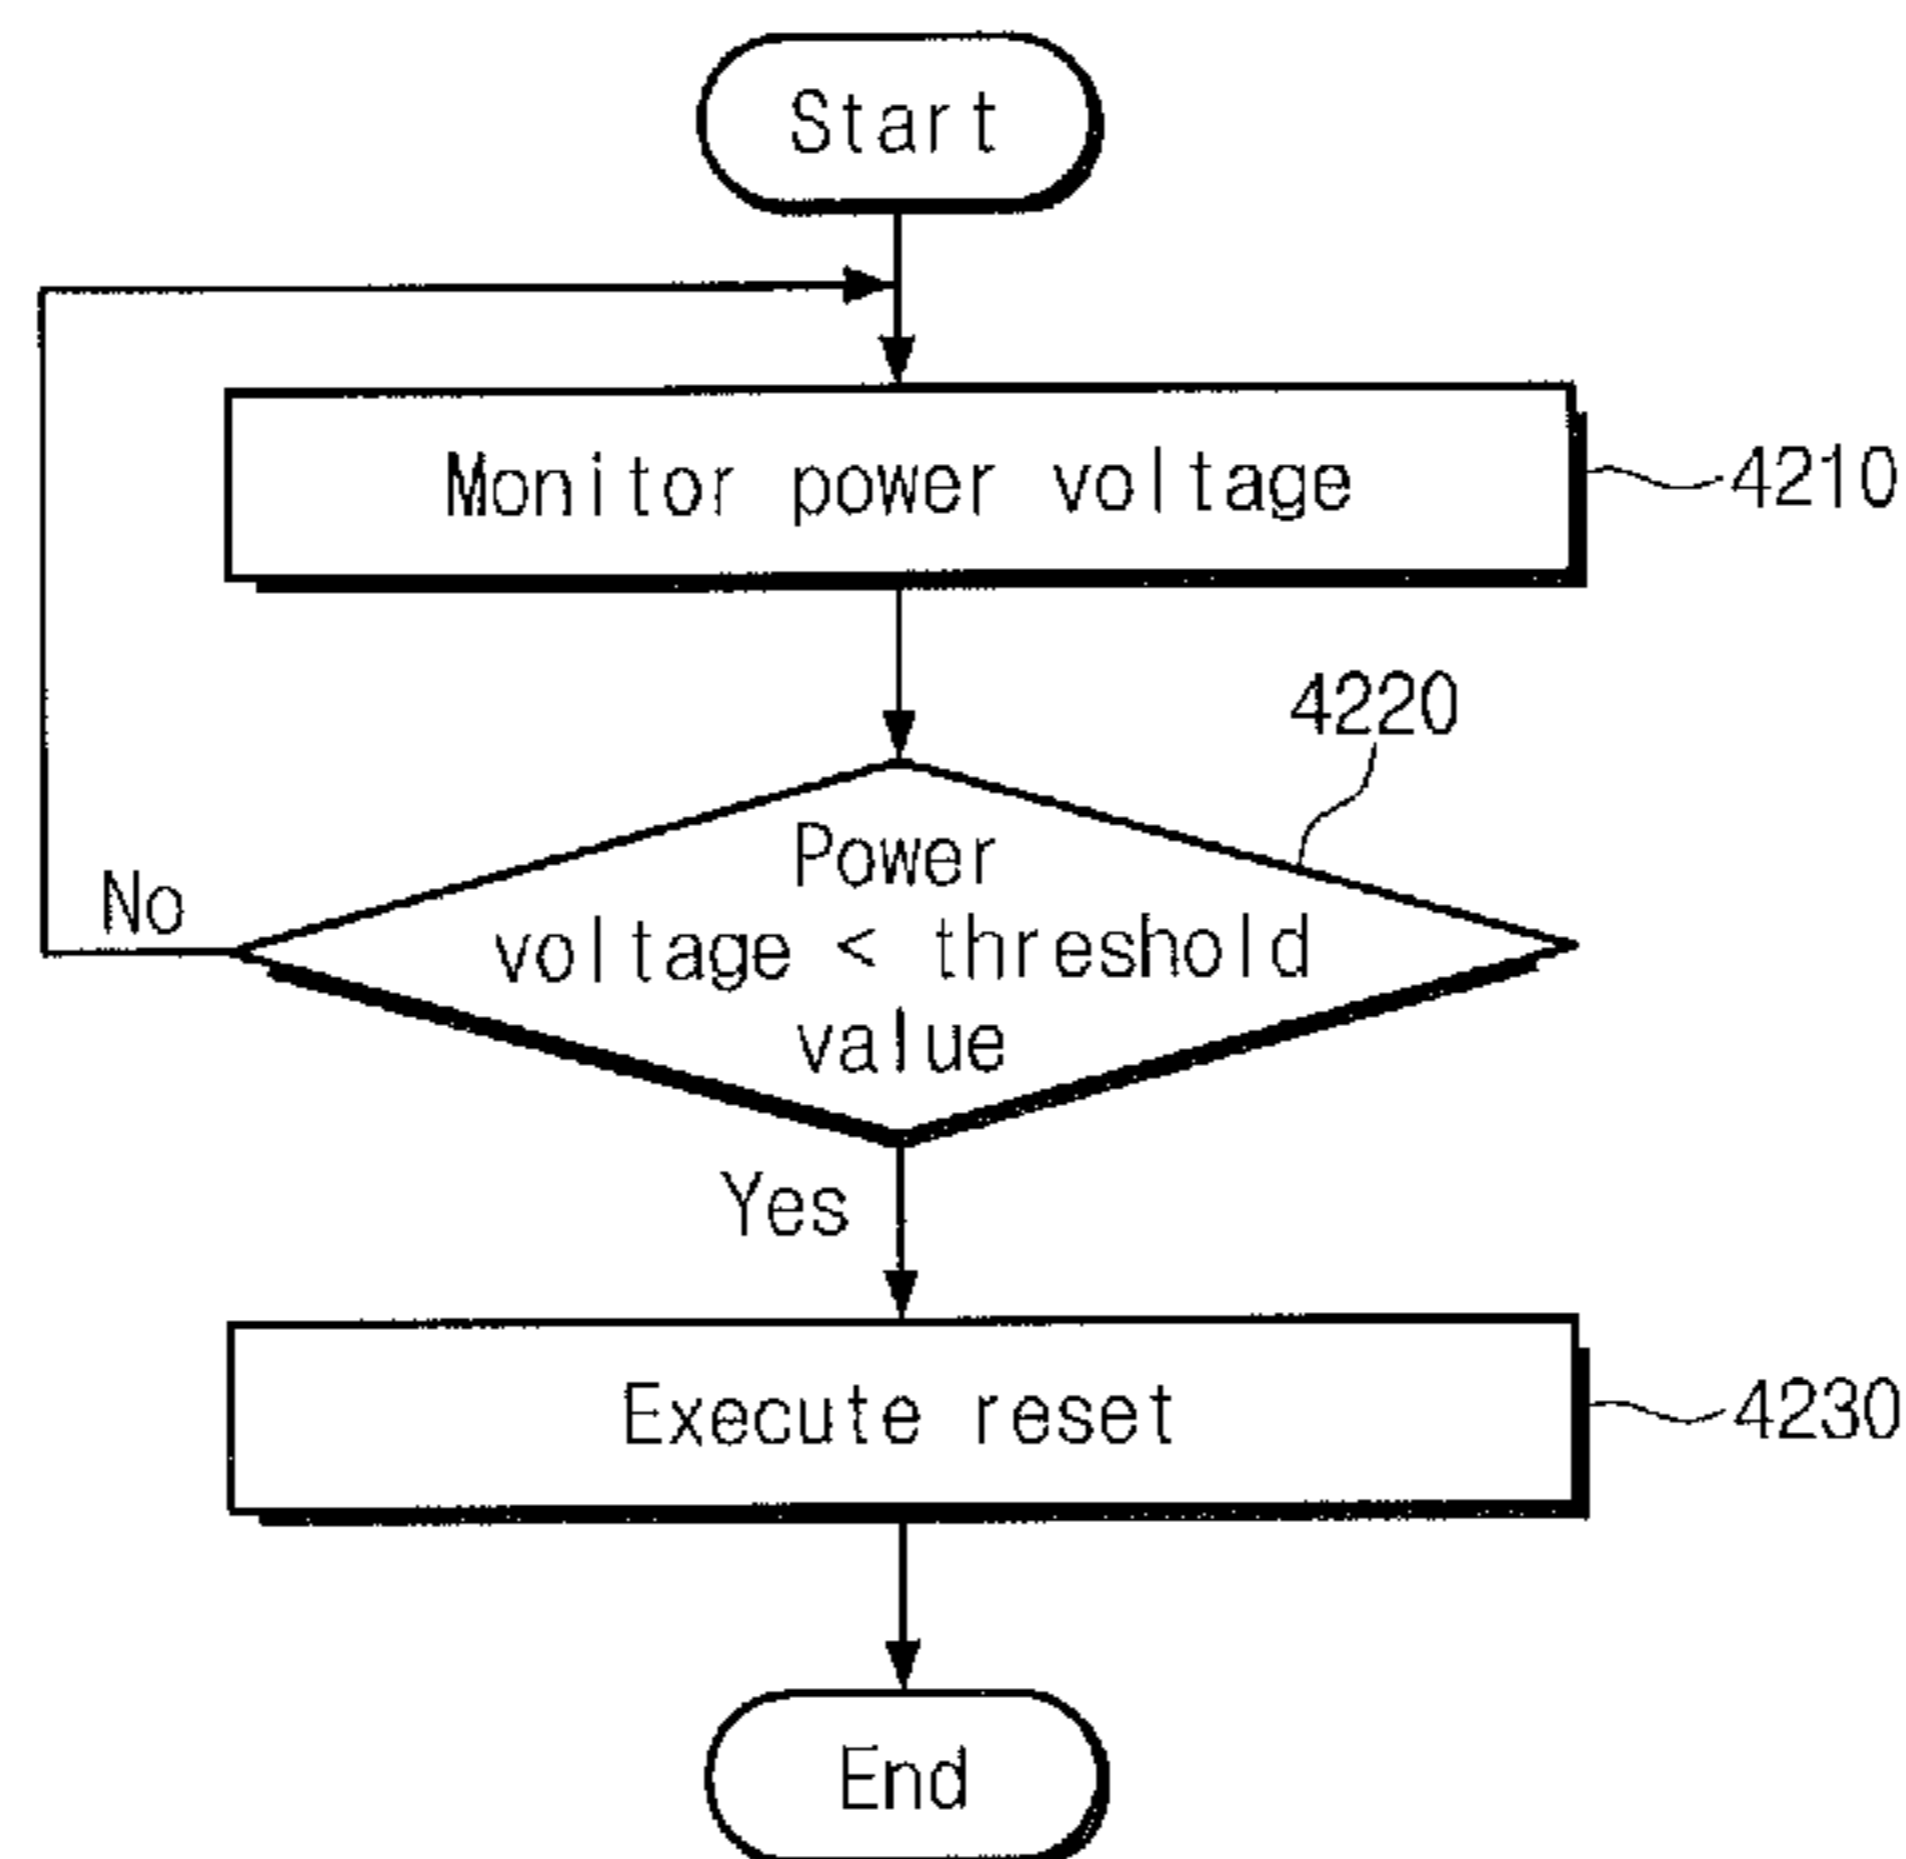 Start
Monitor power voltage
4210
4220
Power
voltage < threshold
value
No
Yes
Execute reset
4230
End